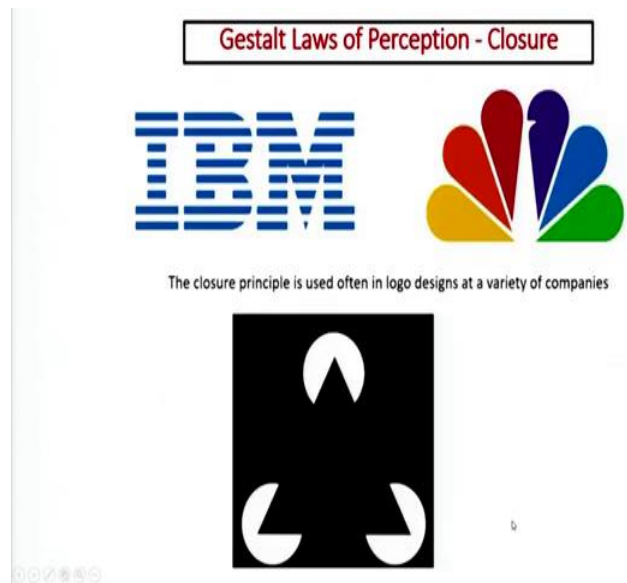 Gestalt Laws of Perception - Closure
IBM
The closure principle is used often in logo designs at a variety of companies